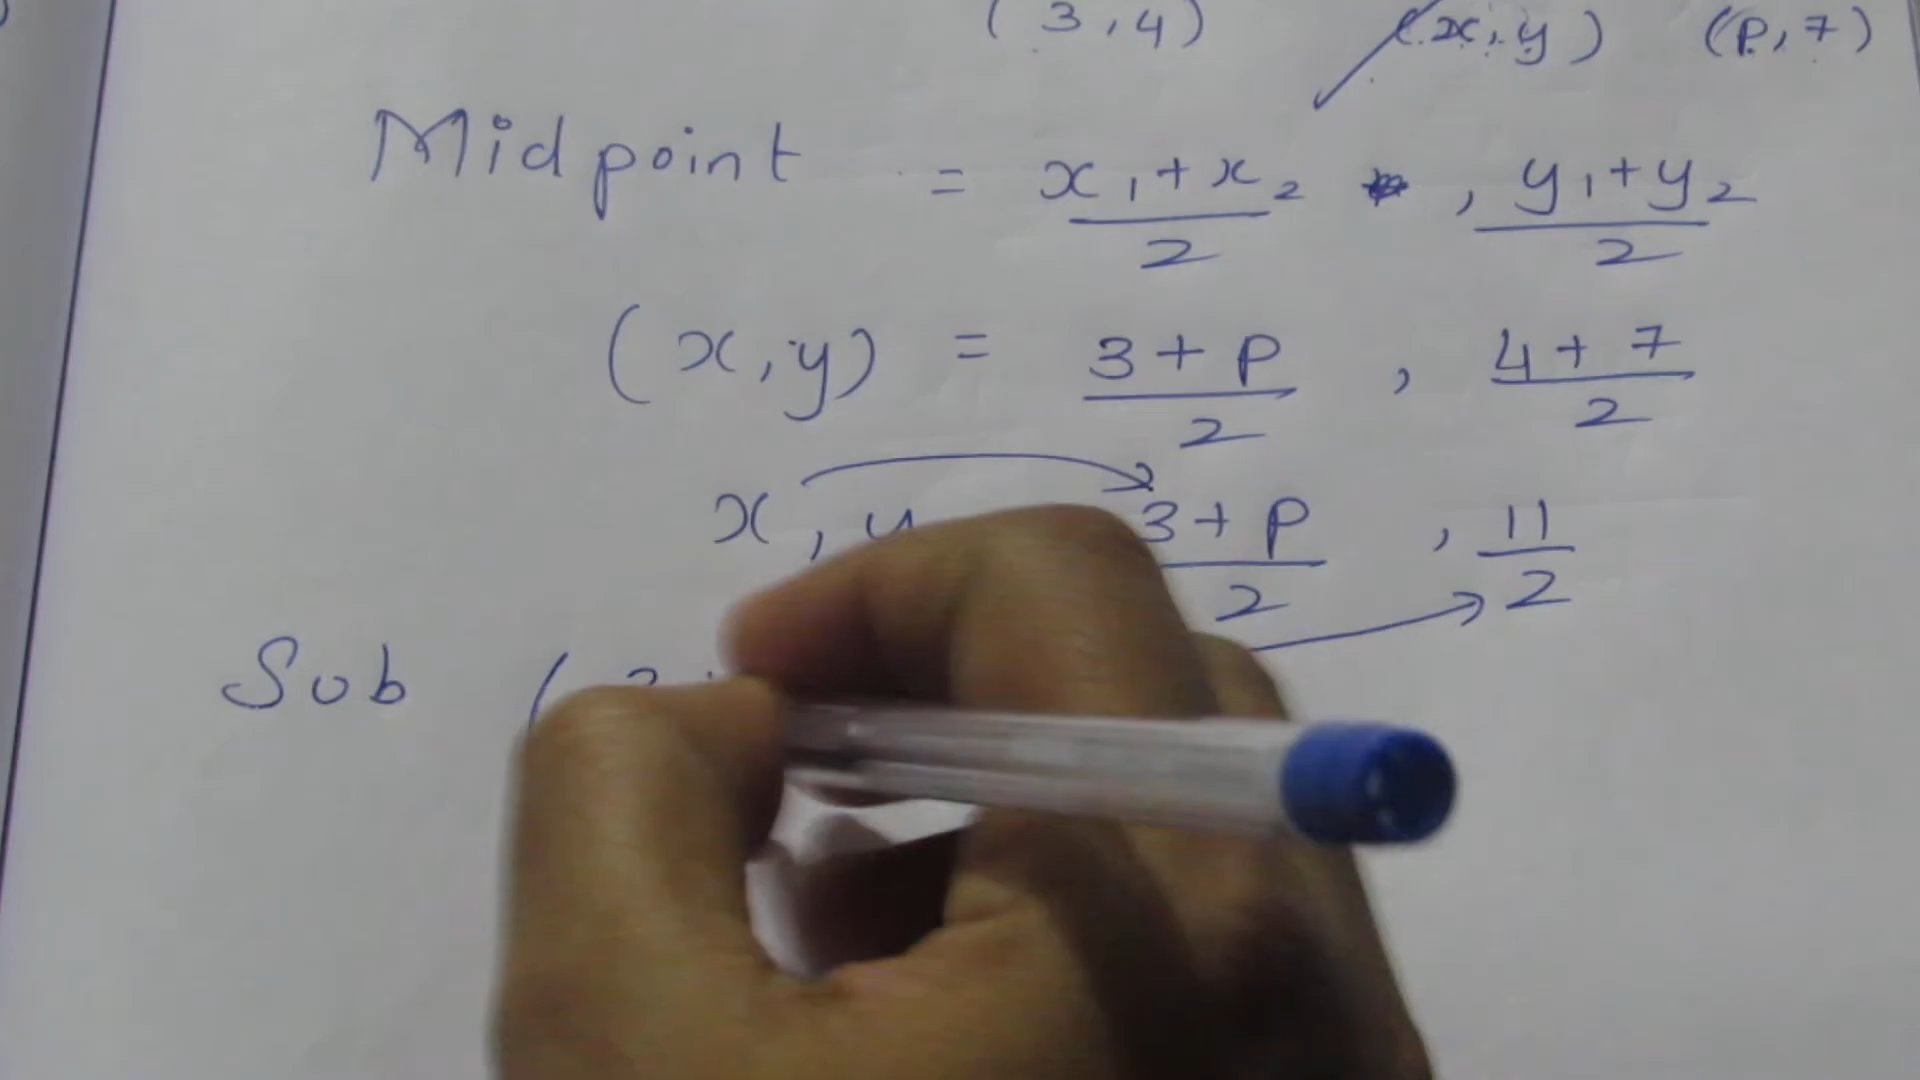 (3,4) (x,y) (P,7)
Midpoint = x₁+x₂/2 , y₁+y₂/2
(x,y) = 3+P/2 , 4+7/2
x, y 3+P/2 , 11/2
Sub (